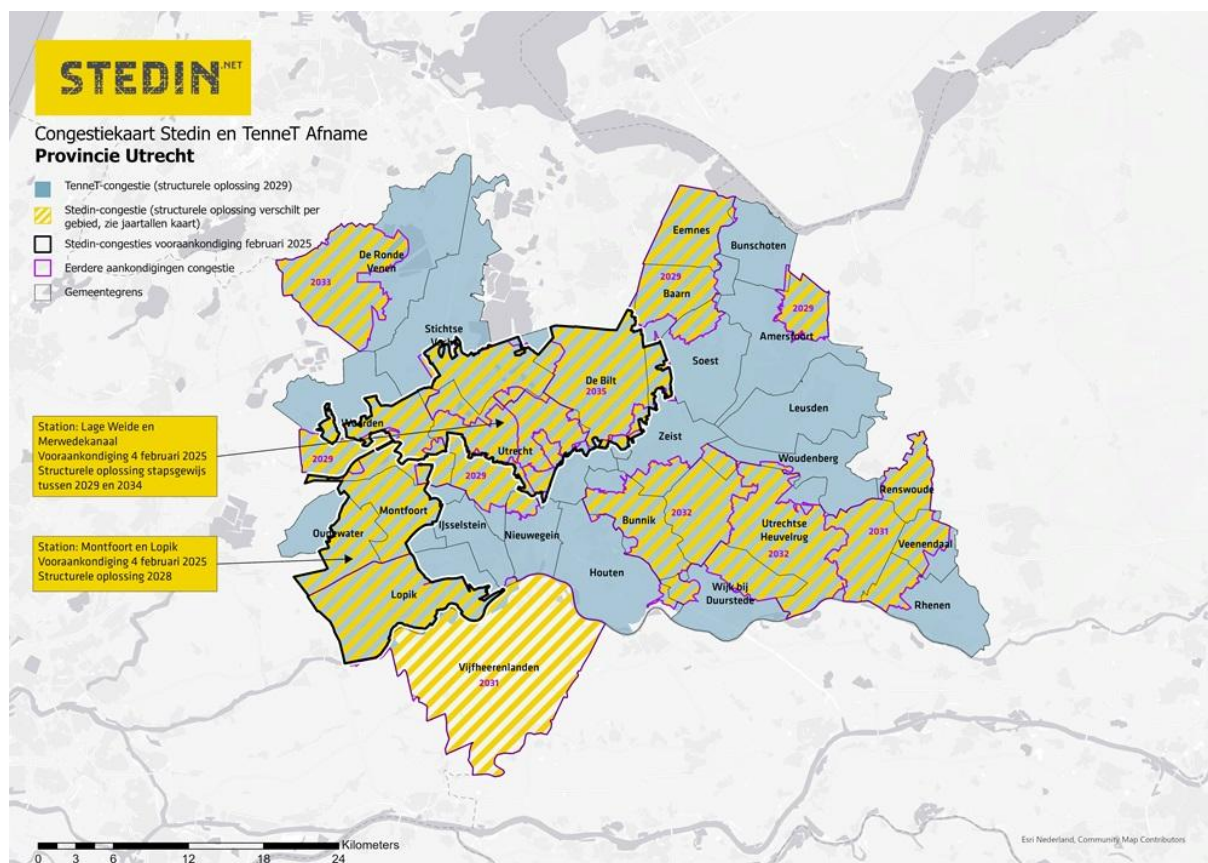 STEDIN.NET
Congestiekaart Stedin en TenneT Afname
Provincie Utrecht
TenneT-congestie (structurele oplossing 2029)
Stedin-congestie (structurele oplossing verschilt per
gebied, zie jaartallen kaart)
Stedin-congesties vooraankondiging februari 2025
Eerdere aankondigingen congestie
Gemeentegrens
De Ronde
Venen
2033
Eemnes
Bunschoten
2029
Baarn
2029
Amersfoort
Stichtse
Soest
De Bilt
2035
Leusden
Station: Lage Weide en
Merwedekanaal
Vooraankondiging 4 februari 2025
Structurele oplossing stapsgewijs
tussen 2029 en 2034
Woerden
Zeist
Utrecht
2029
Woudenberg
2029
Renswoude
Montfoort
IJsselstein
Bunnik
2032
Utrechtse
Heuvelrug
2032
2031
Oudewater
Nieuwegein
Veenendaal
Station: Montfoort en Lopik
Vooraankondiging 4 februari 2025
Structurele oplossing 2028
Houten
Lopik
Wijk bij
Duurstede
Rhenen
Vijfheerenlanden
2031
Kilometers
0 3 6 12 18 24
Esri Nederland, Community Map Contributors